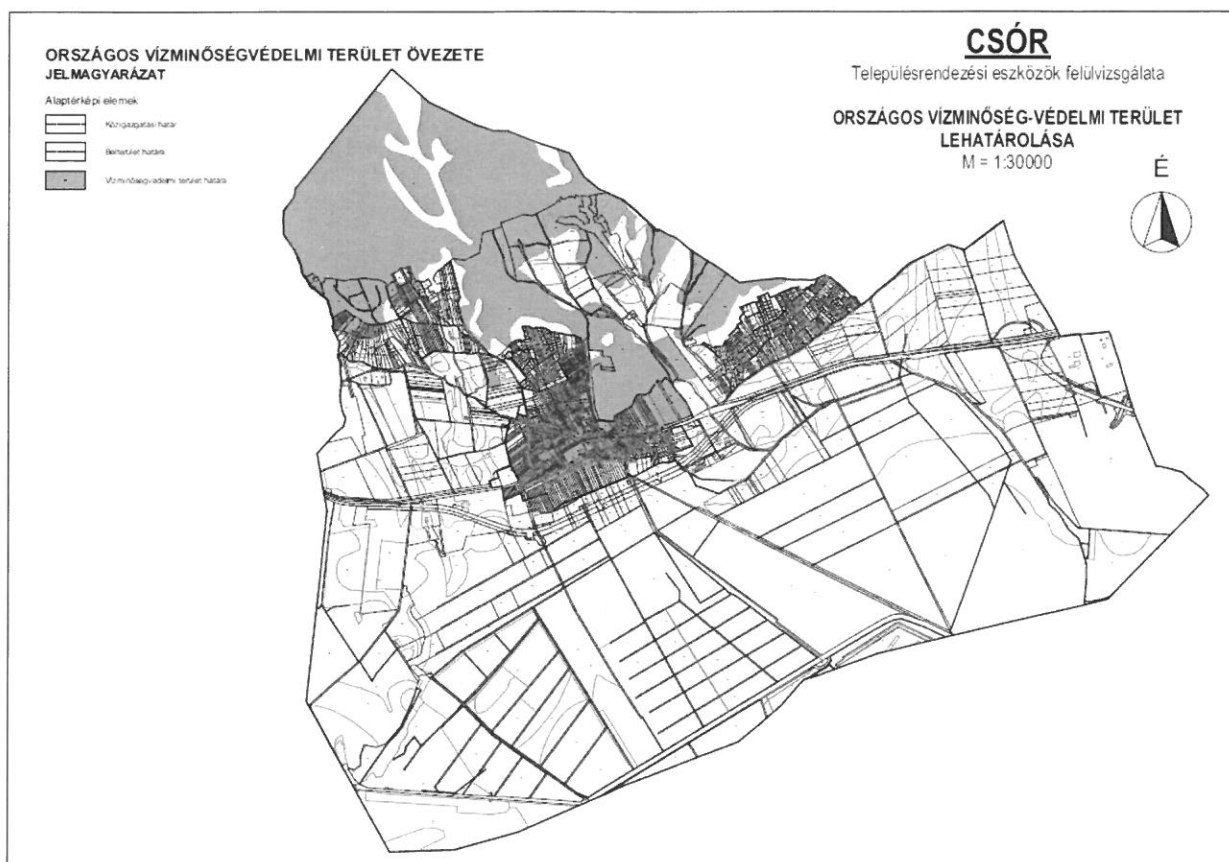 ORSZÁGOS VÍZMINŐSÉGVÉDELMI TERÜLET ÖVEZETE
JELMAGYARÁZAT
Alaptérképi elemek
Közigazgatási határ
Belterület határa
Vízminőségvédelmi terület határa
CSÓR
Településrendezési eszközök felülvizsgálata
ORSZÁGOS VÍZMINŐSÉG-VÉDELMI TERÜLET
LEHATÁROLÁSA
M = 1:30000
É